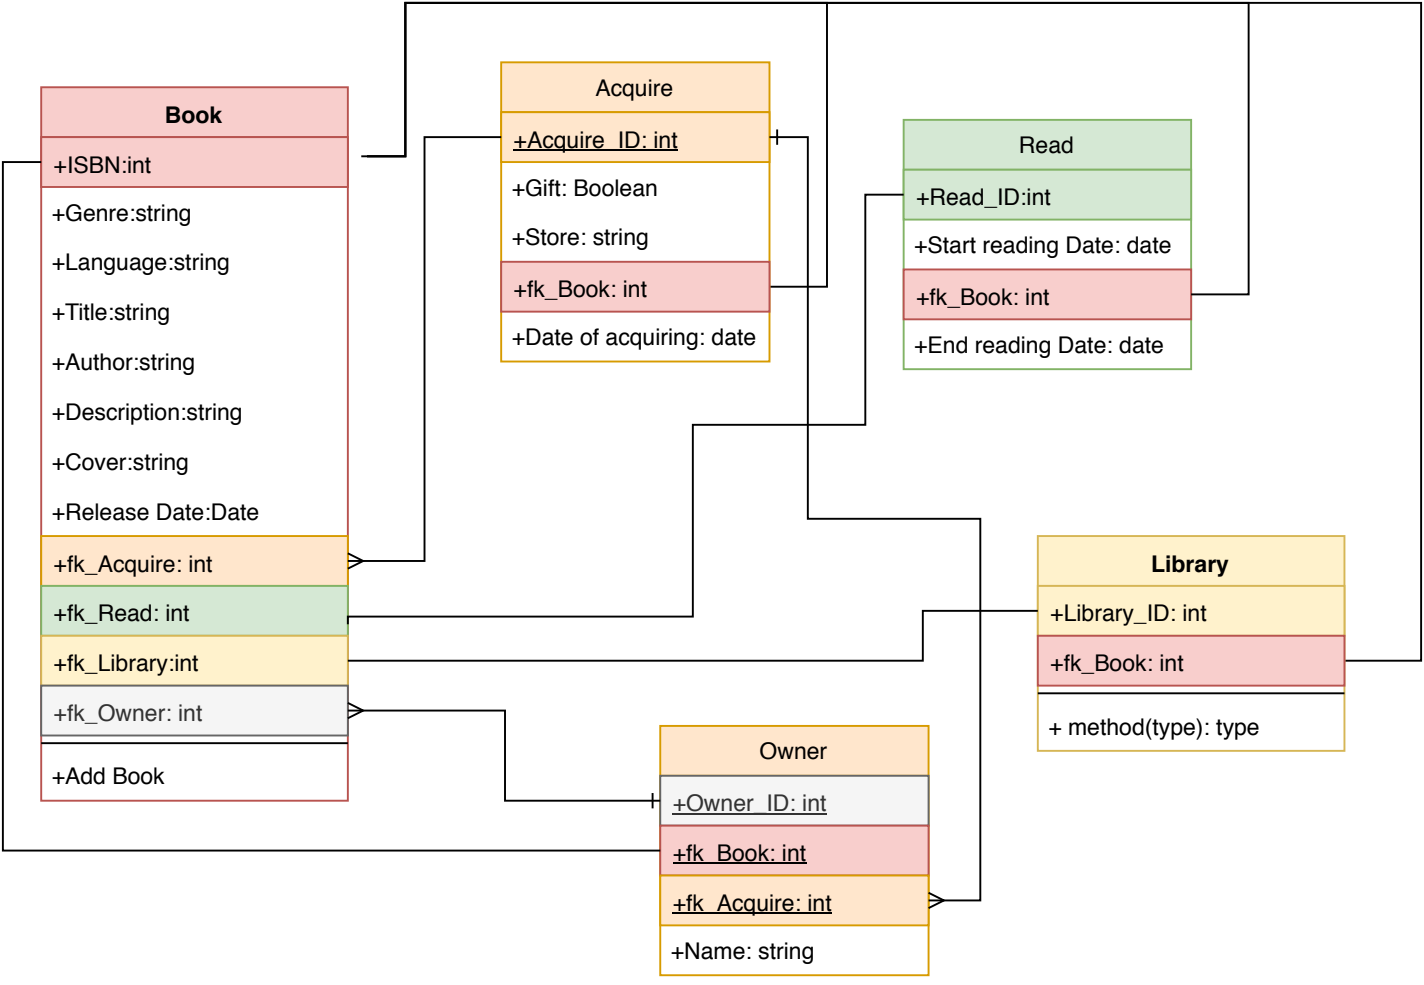 Book
+ISBN:int
+Genre:string
+Language:string
+Title:string
+Author:string
+Description:string
+Cover:string
+Release Date:Date
+fk_Acquire: int
+fk_Read: int
+fk_Library:int
+fk_Owner: int
+Add Book
Acquire
+Acquire_ID: int
+Gift: Boolean
+Store: string
+fk_Book: int
+Date of acquiring: date
Read
+Read_ID:int
+Start reading Date: date
+fk_Book: int
+End reading Date: date
Library
+Library_ID: int
+fk_Book: int
+ method(type): type
Owner
+Owner_ID: int
+fk_Book: int
+fk_Acquire: int
+Name: string